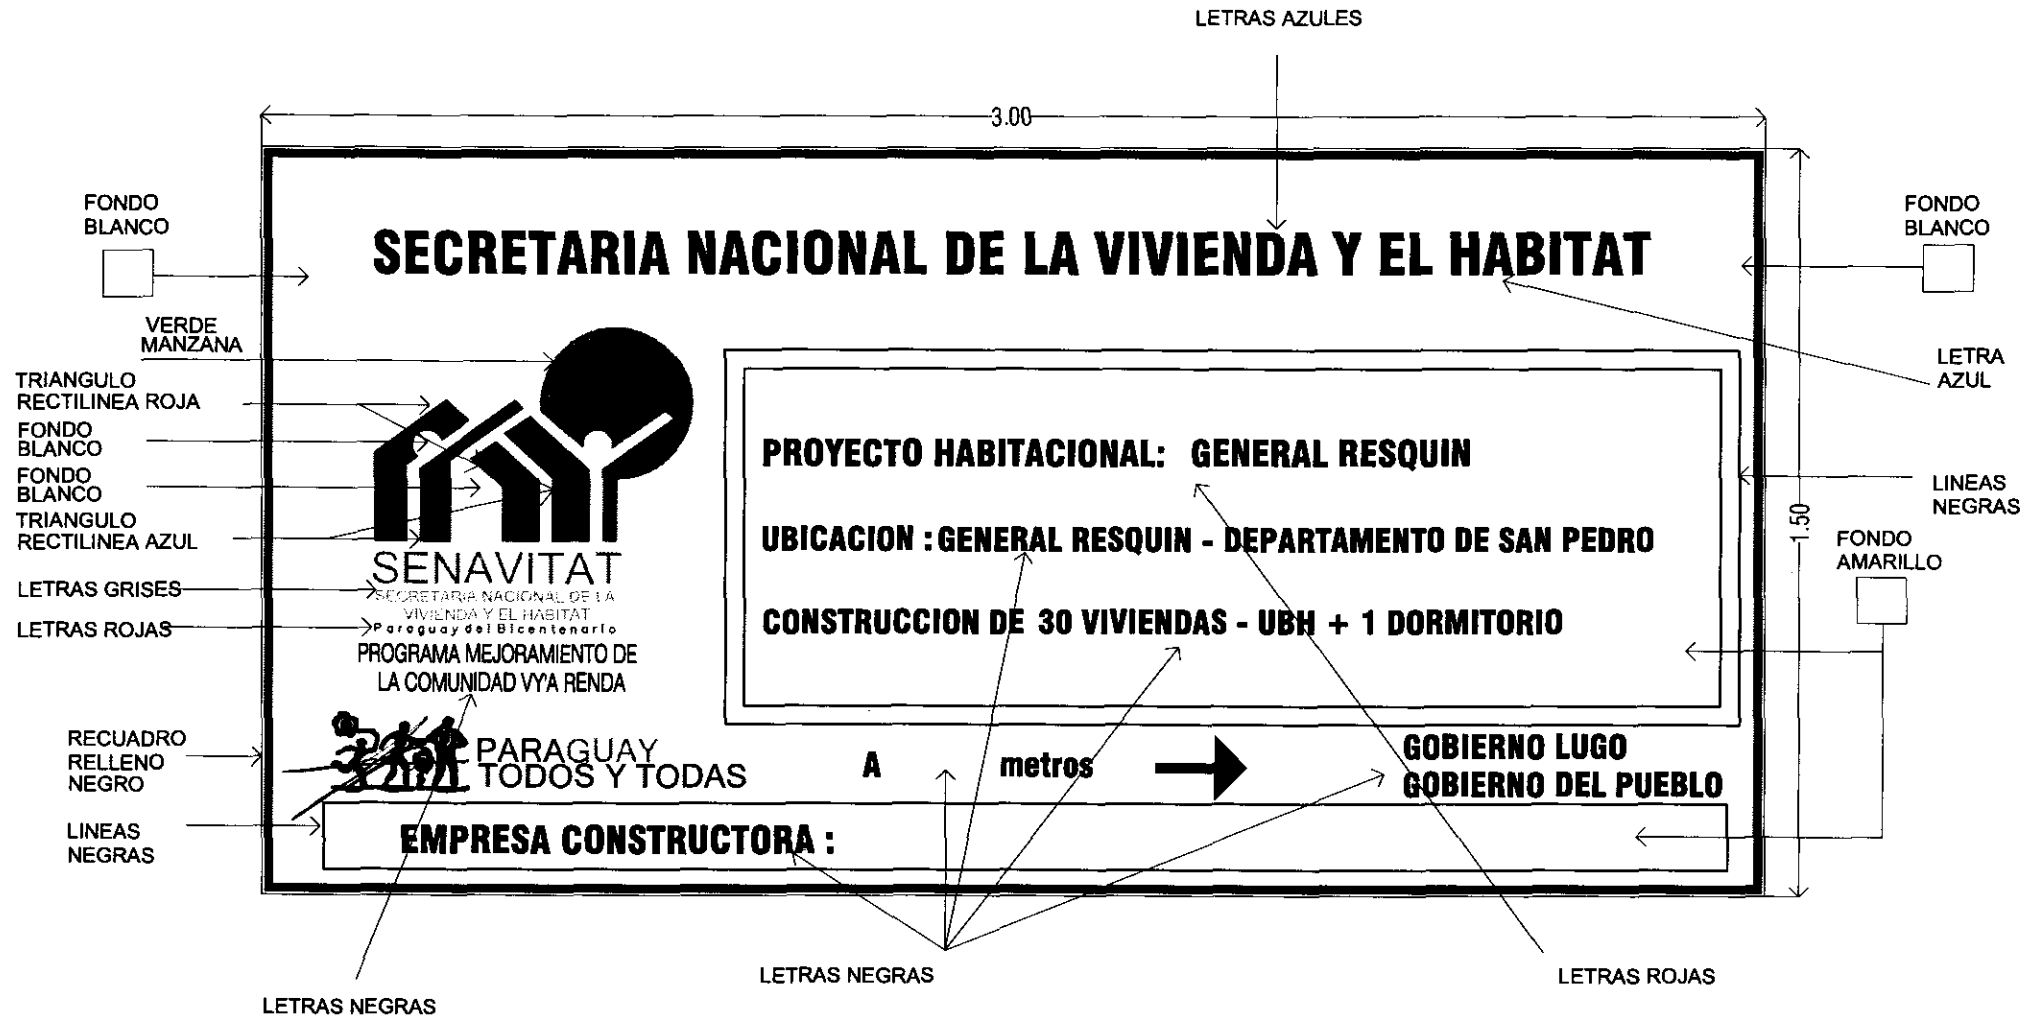 LETRAS AZULES
3.00
FONDO
BLANCO
FONDO
BLANCO
SECRETARIA NACIONAL DE LA VIVIENDA Y EL HABITAT
VERDE
MANZANA
LETRA
AZUL
TRIANGULO
RECTILINEA ROJA
FONDO
BLANCO
FONDO
BLANCO
TRIANGULO
RECTILINEA AZUL
LETRAS GRISES
LETRAS ROJAS
SENAVITAT
SECRETARIA NACIONAL DE LA
VIVIENDA Y EL HABITAT
Paraguay del Bicentenario
PROGRAMA MEJORAMIENTO DE
LA COMUNIDAD VY'A RENDA
PROYECTO HABITACIONAL: GENERAL RESQUIN
UBICACION : GENERAL RESQUIN - DEPARTAMENTO DE SAN PEDRO
CONSTRUCCION DE 30 VIVIENDAS - UBH + 1 DORMITORIO
LINEAS
NEGRAS
1.50
FONDO
AMARILLO
RECUADRO
RELLENO
NEGRO
PARAGUAY
TODOS Y TODAS
A metros
GOBIERNO LUGO
GOBIERNO DEL PUEBLO
LINEAS
NEGRAS
EMPRESA CONSTRUCTORA :
LETRAS NEGRAS
LETRAS NEGRAS
LETRAS ROJAS